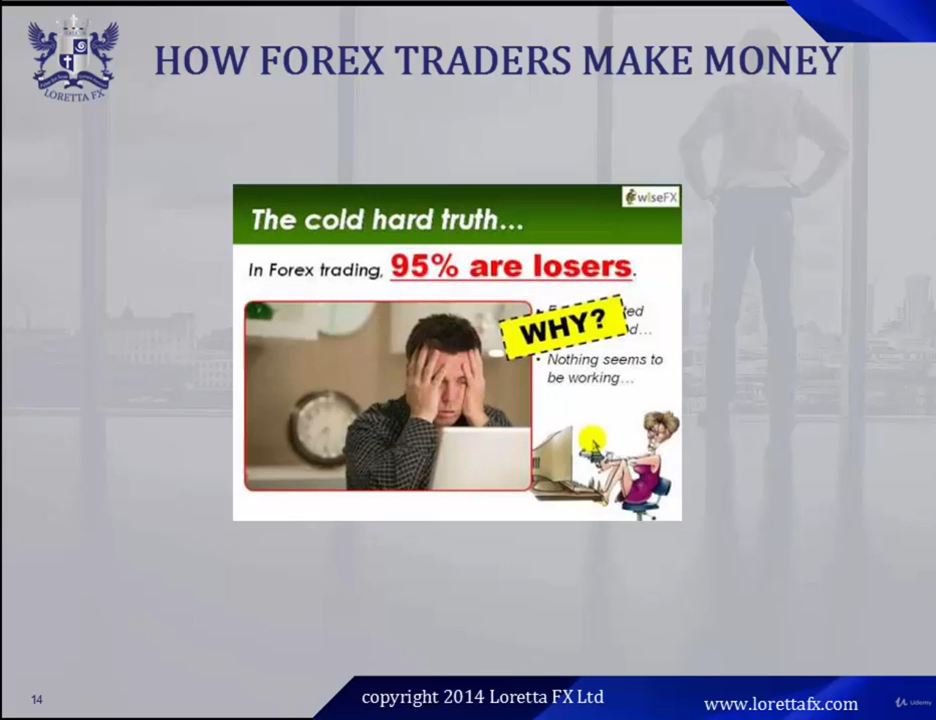 HOW FOREX TRADERS MAKE MONEY
LORETTA FX
wiseFX
The cold hard truth...
In Forex trading, 95% are losers.
WHY?
• Nothing seems to
be working...
14
copyright 2014 Loretta FX Ltd
www.lorettafx.com
Udemy